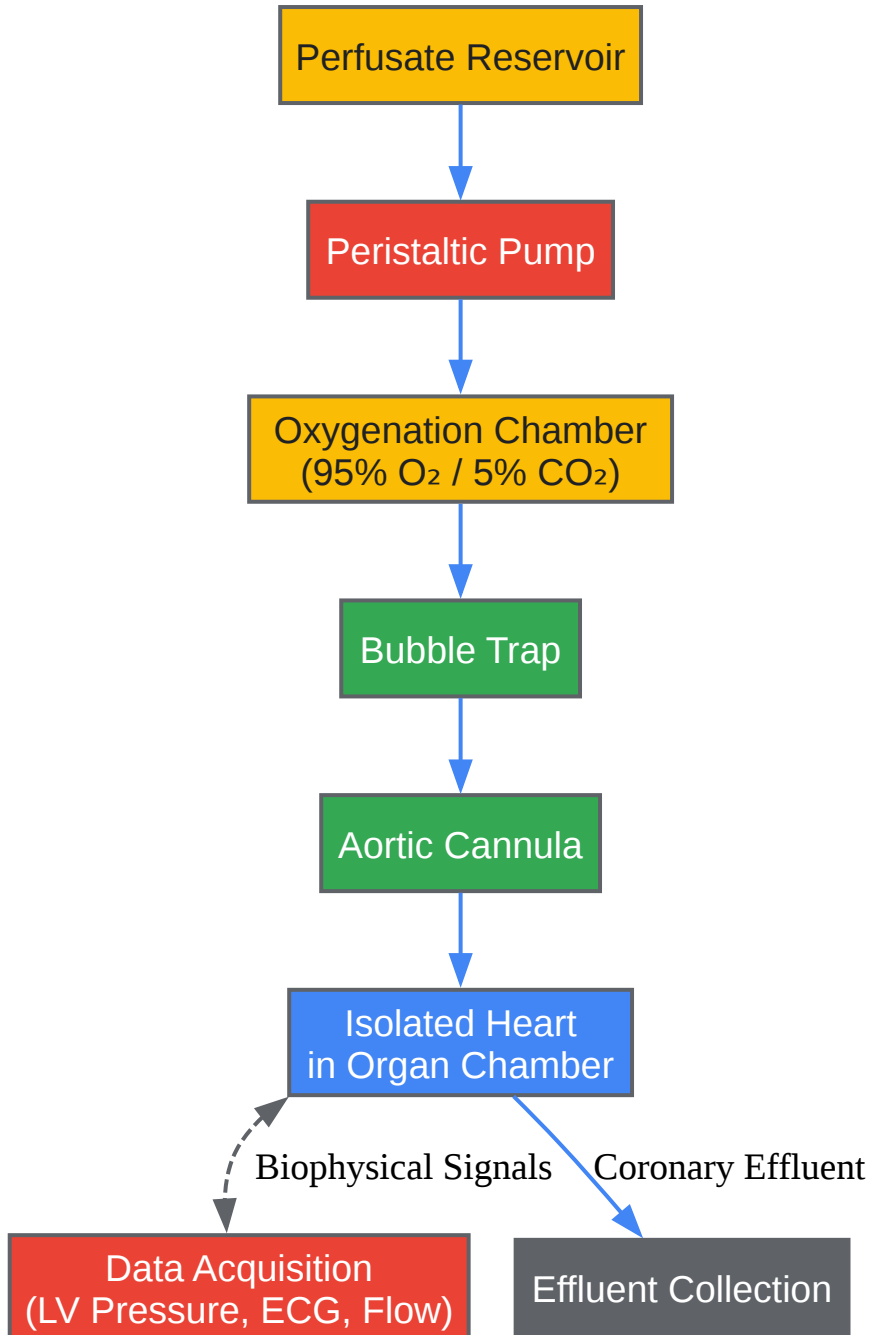 Perfusate Reservoir
Peristaltic Pump
Oxygenation Chamber
(95% O₂ / 5% CO₂)
Bubble Trap
Aortic Cannula
Isolated Heart
in Organ Chamber
Biophysical Signals
Coronary Effluent
Data Acquisition
(LV Pressure, ECG, Flow)
Effluent Collection